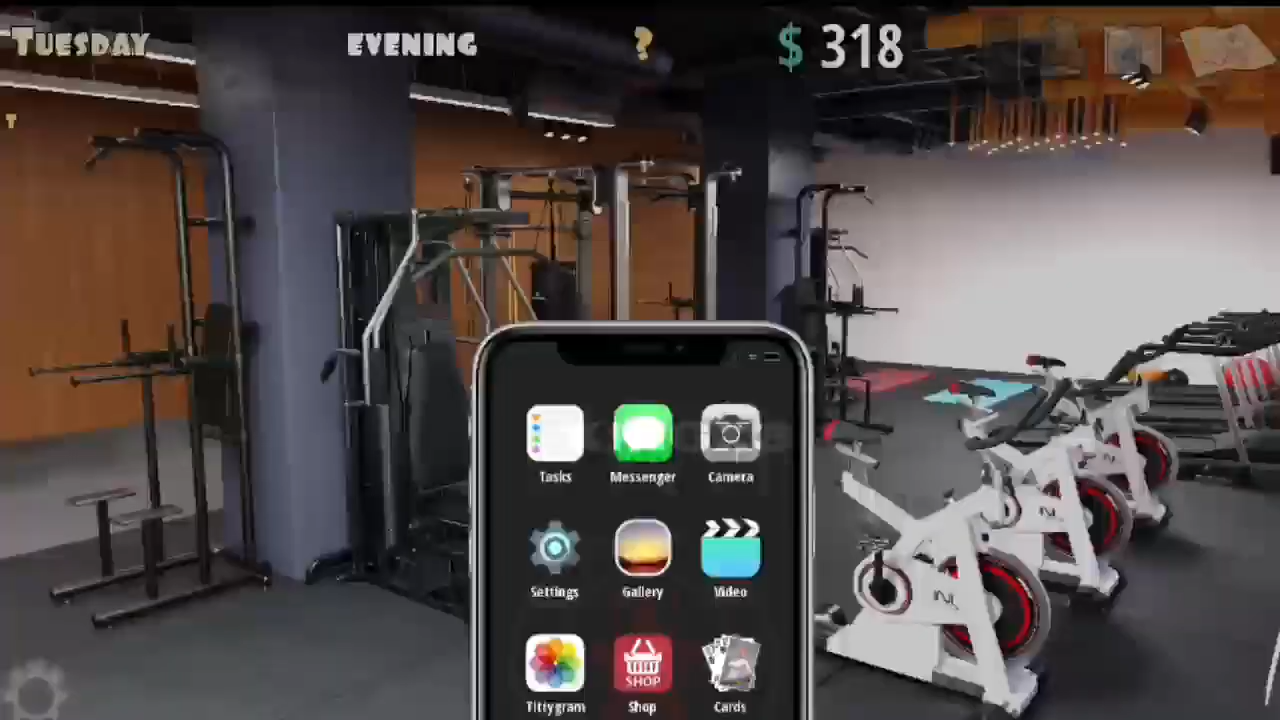 TUESDAY
EVENING
?
$ 318
T
Tasks
Messenger
Camera
Settings
Gallery
Video
SHOP
Tittygram
Shop
Cards